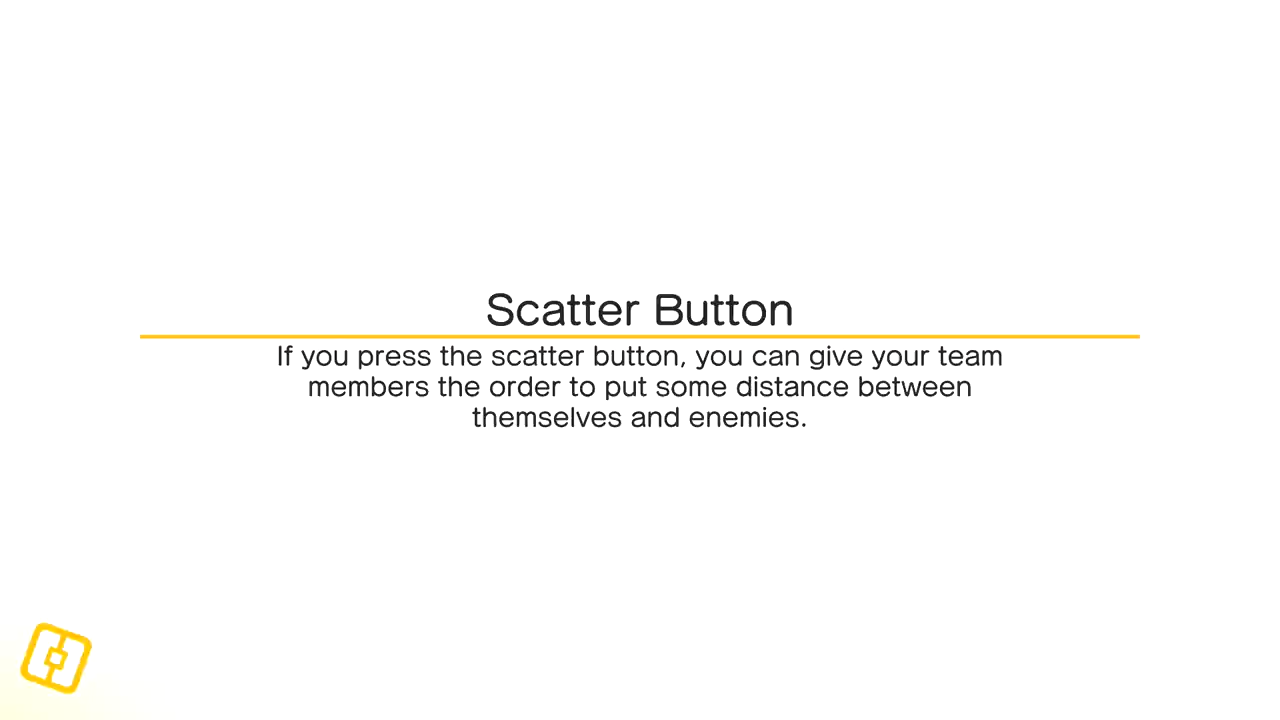 Scatter Button
If you press the scatter button, you can give your team
members the order to put some distance between
themselves and enemies.